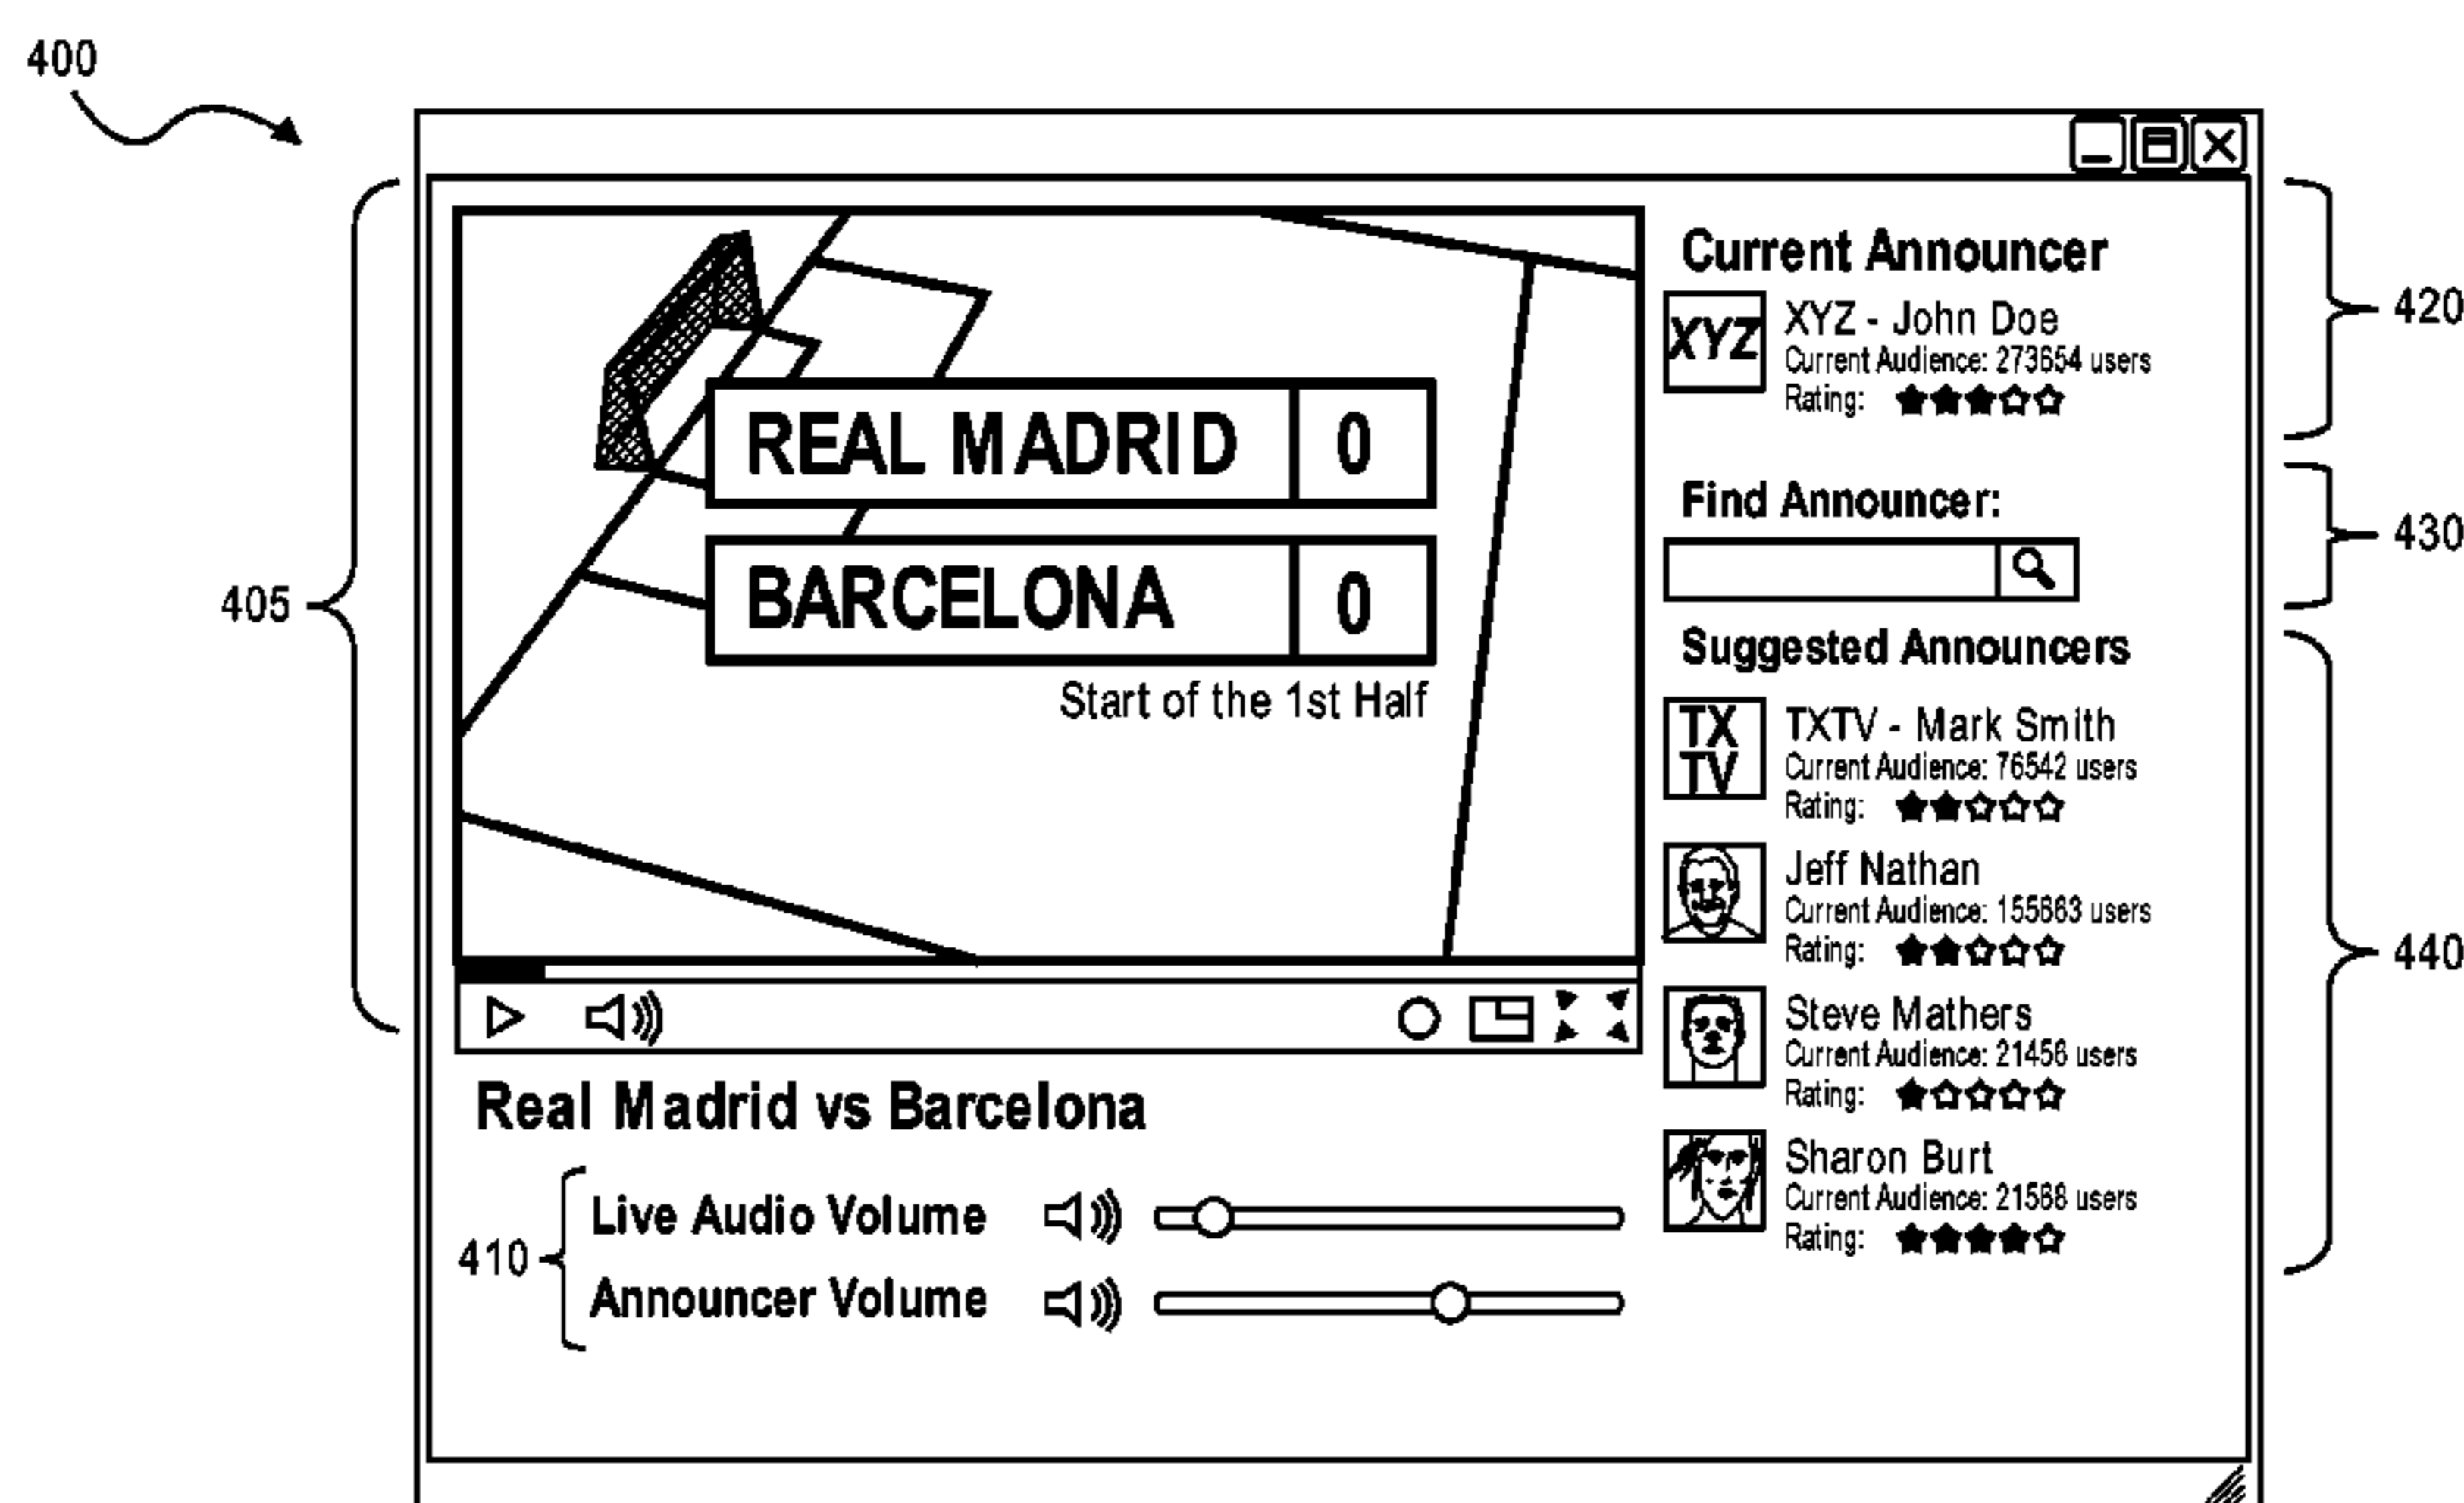 400
405
REAL MADRID 0
BARCELONA 0
Start of the 1st Half
Real Madrid vs Barcelona
410
Live Audio Volume
Announcer Volume
Current Announcer
XYZ
XYZ - John Doe
Current Audience: 273654 users
Rating:
420
Find Announcer:
430
Suggested Announcers
TX
TV
TXTV - Mark Smith
Current Audience: 76542 users
Rating:
Jeff Nathan
Current Audience: users
Rating:
Steve Mathers
Current Audience: users
Rating:
Sharon Burt
Current Audience: users
Rating:
440